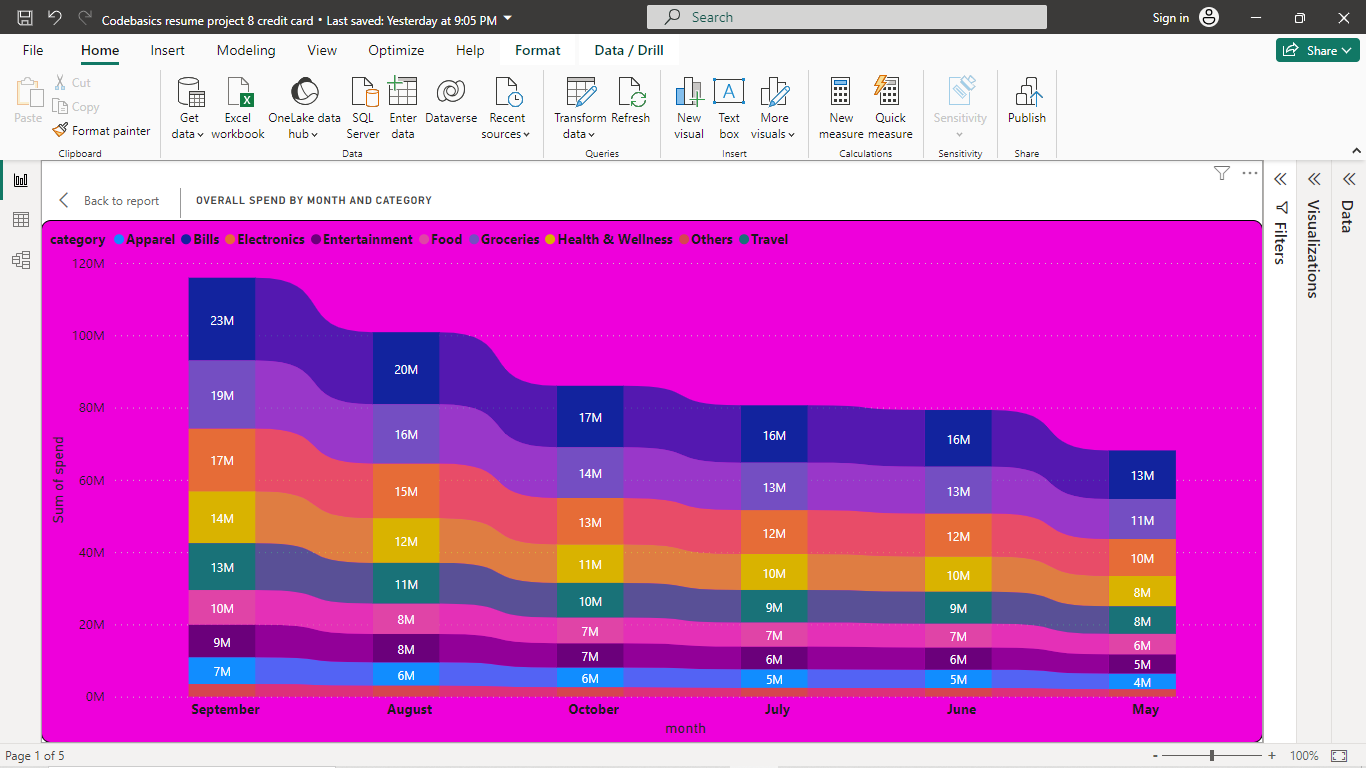 Codebasics resume project 8 credit card • Last saved: Yesterday at 9:05 PM
Search
Sign in
File Home Insert Modeling View Optimize Help Format Data / Drill
Share
Paste
Cut
Copy
Format painter
Clipboard
Get data
Excel workbook
OneLake data hub
SQL Server
Enter data
Dataverse
Recent sources
Data
Transform data
Refresh
Queries
New visual
Text box
More visuals
Insert
New measure
Quick measure
Calculations
Sensitivity
Sensitivity
Publish
Share
Back to report
OVERALL SPEND BY MONTH AND CATEGORY
Filters
Visualizations
Data
category Apparel Bills Electronics Entertainment Food Groceries Health & Wellness Others Travel
Sum of spend
120M
100M
80M
60M
40M
20M
0M
23M
19M
17M
14M
13M
10M
9M
7M
20M
16M
15M
12M
11M
8M
8M
6M
17M
14M
13M
11M
10M
7M
7M
6M
16M
13M
12M
10M
9M
7M
6M
5M
16M
13M
12M
10M
9M
7M
6M
5M
13M
11M
10M
8M
8M
6M
5M
4M
September August October July June May
month
Page 1 of 5
- + 100%